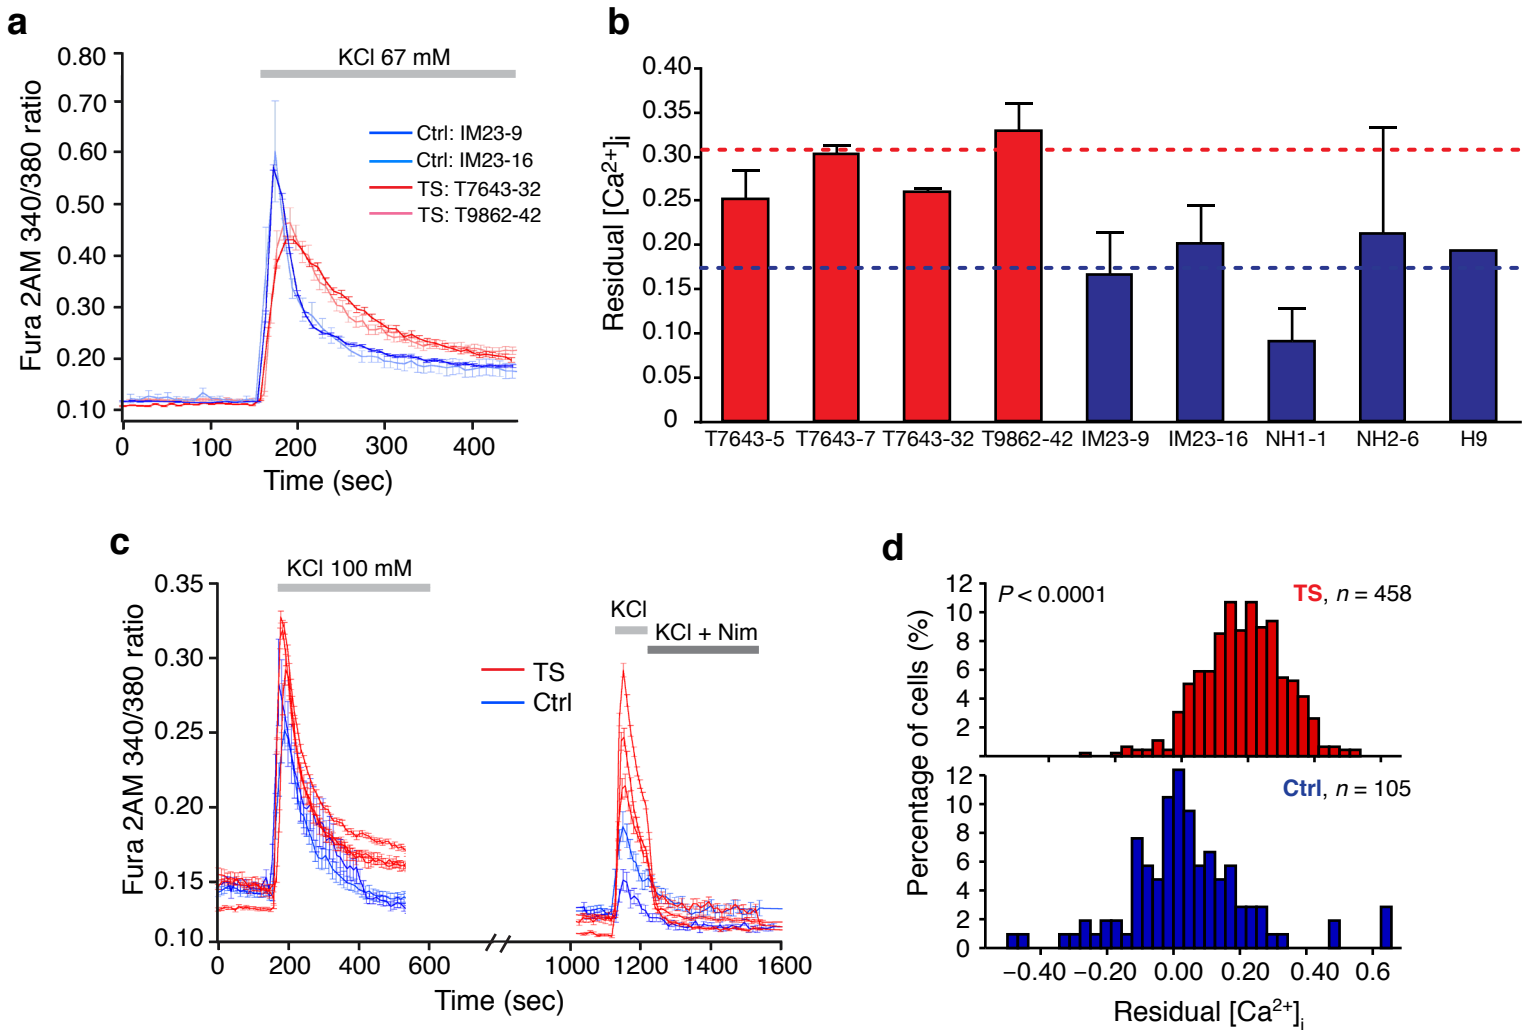 a
KCl 67 mM
Fura 2AM 340/380 ratio
0.80
0.70
0.60
0.50
0.40
0.30
0.20
0.10
Ctrl: IM23-9
Ctrl: IM23-16
TS: T7643-32
TS: T9862-42
0 100 200 300 400
Time (sec)
b
Residual [Ca²⁺]i
0.40
0.35
0.30
0.25
0.20
0.15
0.10
0.05
0
T7643-5 T7643-7 T7643-32 T9862-42 IM23-9 IM23-16 NH1-1 NH2-6 H9
c
KCl 100 mM
KCl
KCl + Nim
Fura 2AM 340/380 ratio
0.35
0.30
0.25
0.20
0.15
0.10
TS
Ctrl
0 200 400 600 1000 1200 1400 1600
Time (sec)
d
Percentage of cells (%)
P < 0.0001
TS, n = 458
12
10
8
6
4
2
Ctrl, n = 105
12
10
8
6
4
2
0
−0.40 −0.20 0.00 0.20 0.40 0.6
Residual [Ca²⁺]i